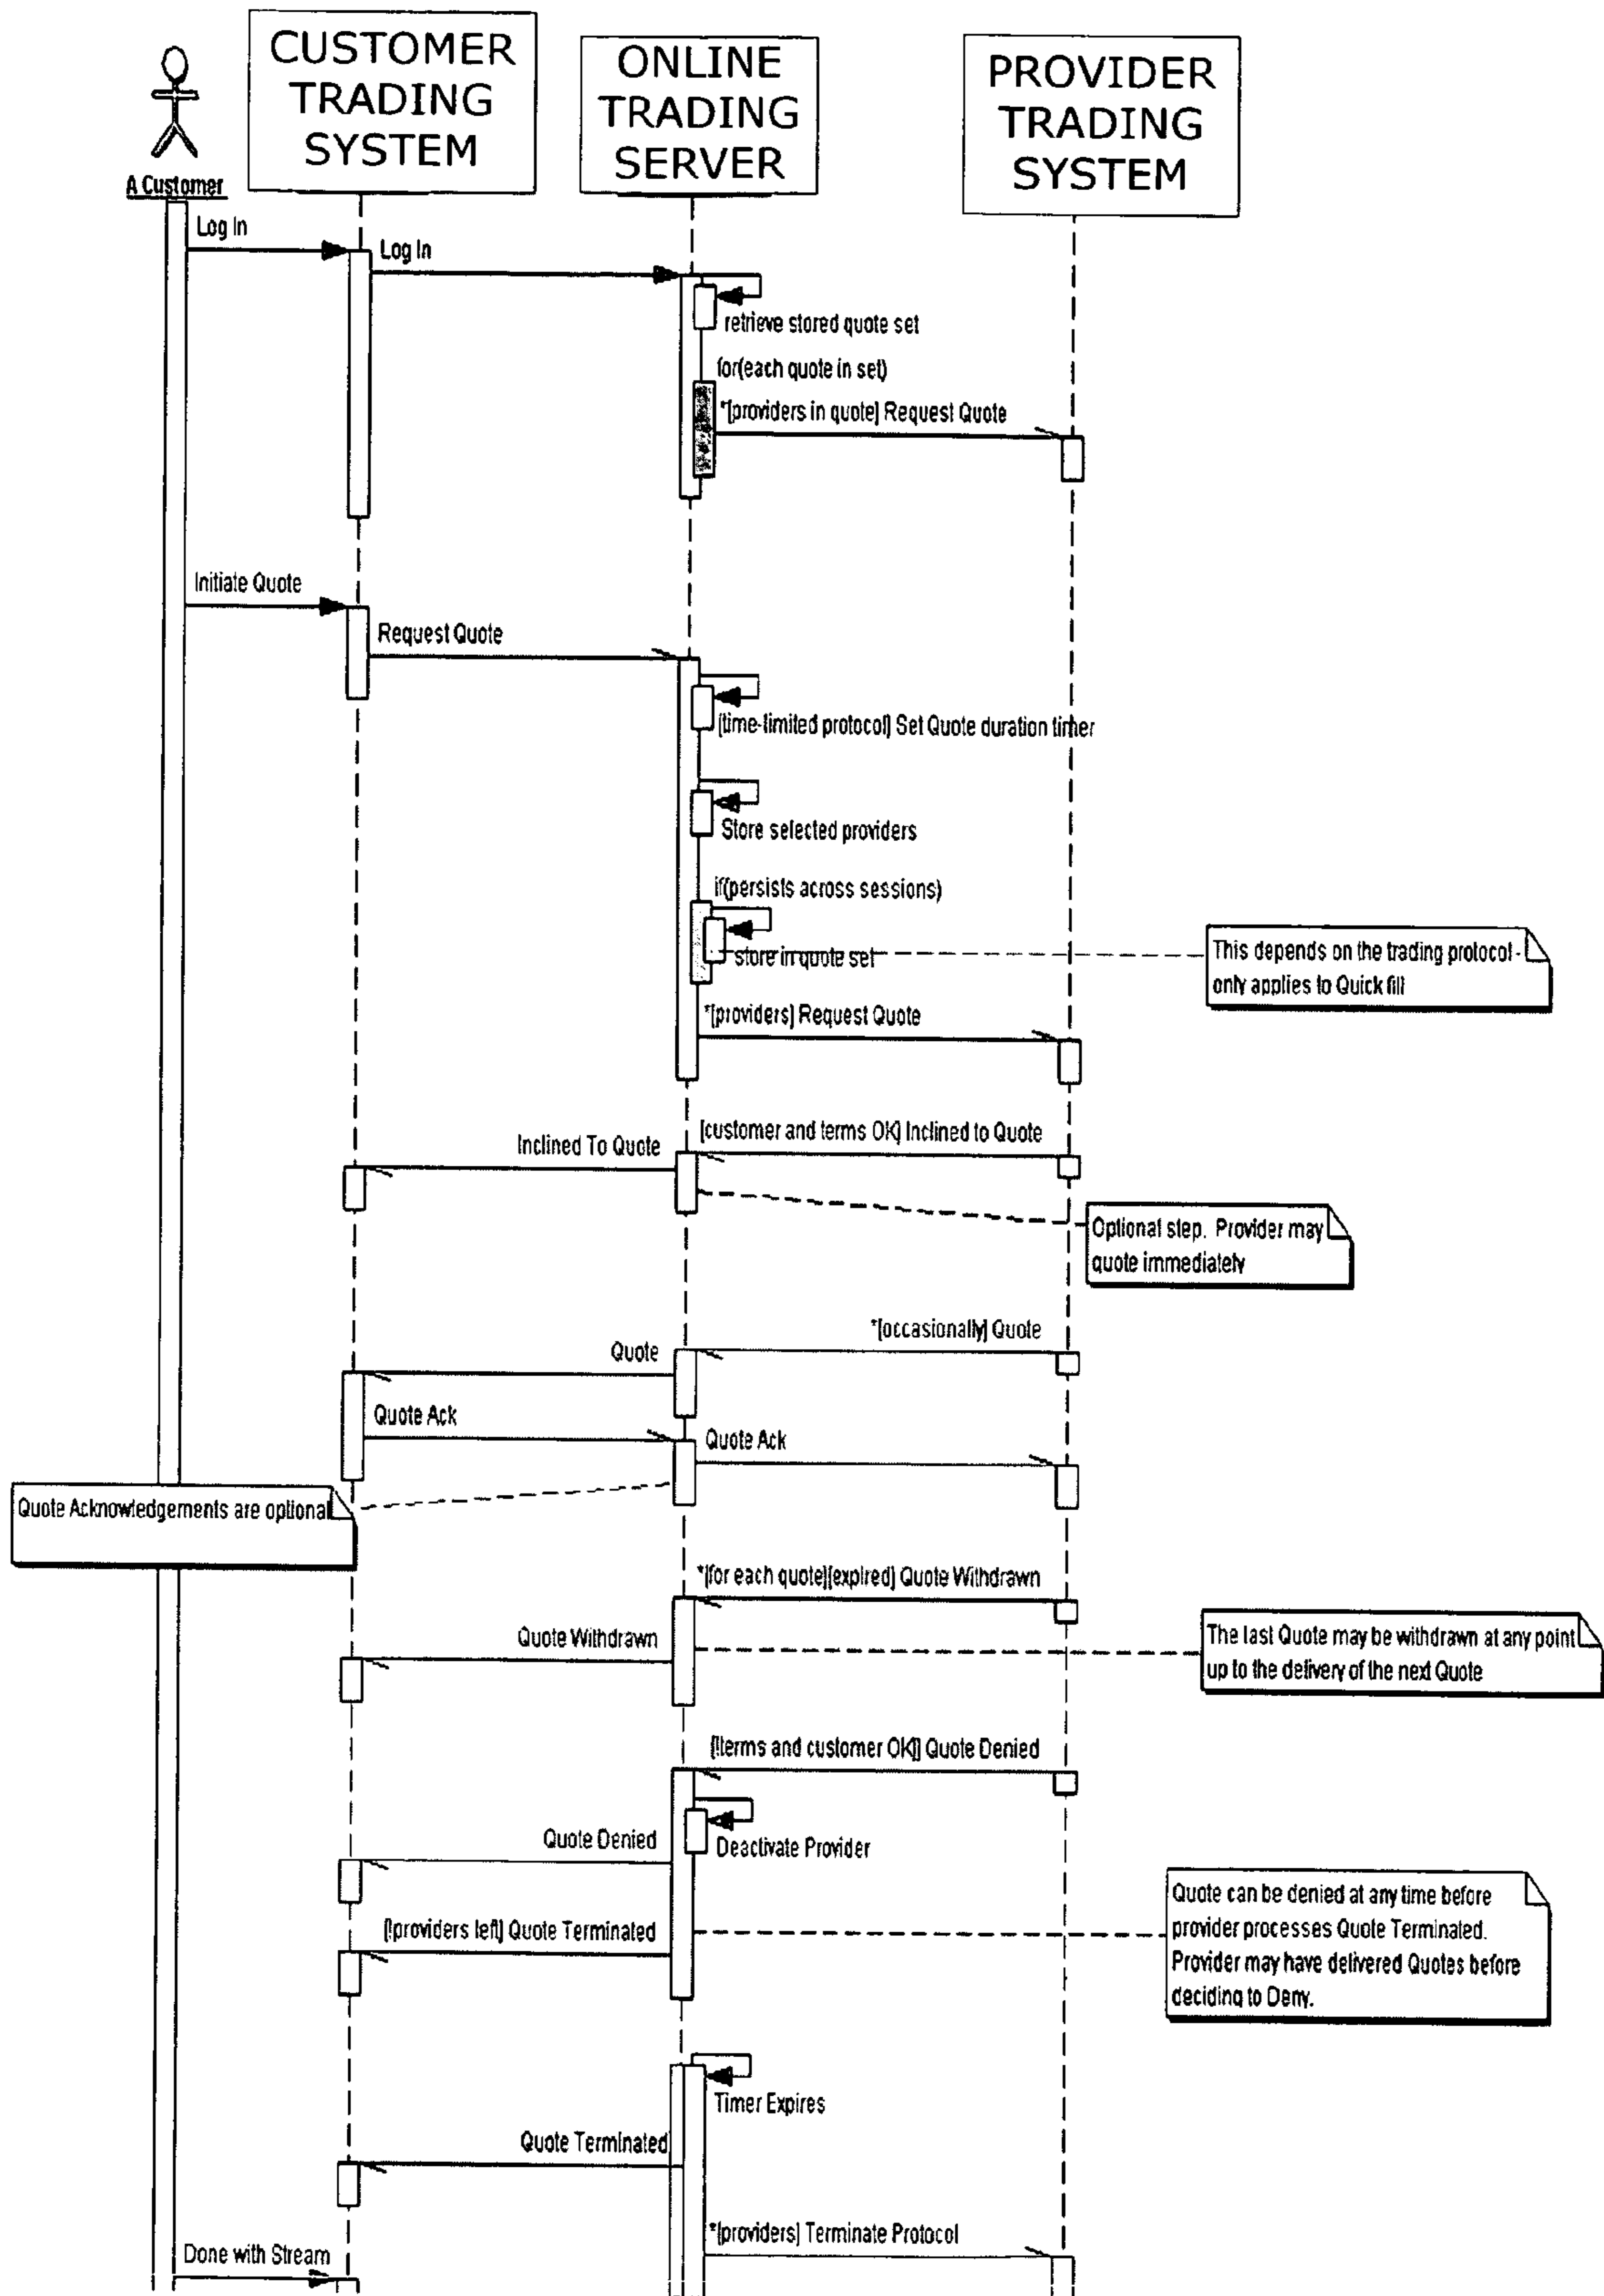 CUSTOMER
TRADING
SYSTEM
ONLINE
TRADING
SERVER
PROVIDER
TRADING
SYSTEM
A Customer
Log In
Log In
retrieve stored quote set
for(each quote in set)
*[providers in quote] Request Quote
Initiate Quote
Request Quote
[time-limited protocol] Set Quote duration timer
Store selected providers
if(persists across sessions)
store in quote set
This depends on the trading protocol -
only applies to Quick fill
*[providers] Request Quote
[customer and terms OK] Inclined to Quote
Inclined To Quote
Optional step. Provider may
quote immediately
*[occasionally] Quote
Quote
Quote Ack
Quote Ack
Quote Acknowledgements are optional
*[for each quote][expired] Quote Withdrawn
Quote Withdrawn
The last Quote may be withdrawn at any point
up to the delivery of the next Quote
[!terms and customer OK]] Quote Denied
Deactivate Provider
Quote Denied
[!providers left] Quote Terminated
Quote can be denied at any time before
provider processes Quote Terminated.
Provider may have delivered Quotes before
deciding to Deny.
Timer Expires
Quote Terminated
*[providers] Terminate Protocol
Done with Stream